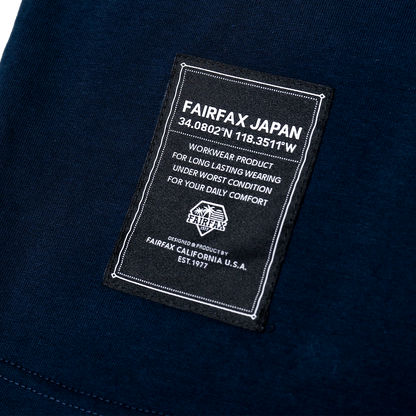 FAIRFAX JAPAN
34.0802°N 118.3511°W
WORKWEAR PRODUCT
FOR LONG LASTING WEARING
UNDER WORST CONDITION
FOR YOUR DAILY COMFORT
FAIRFAX
DESIGNED & PRODUCT BY
FAIRFAX CALIFORNIA U.S.A.
EST. 1977